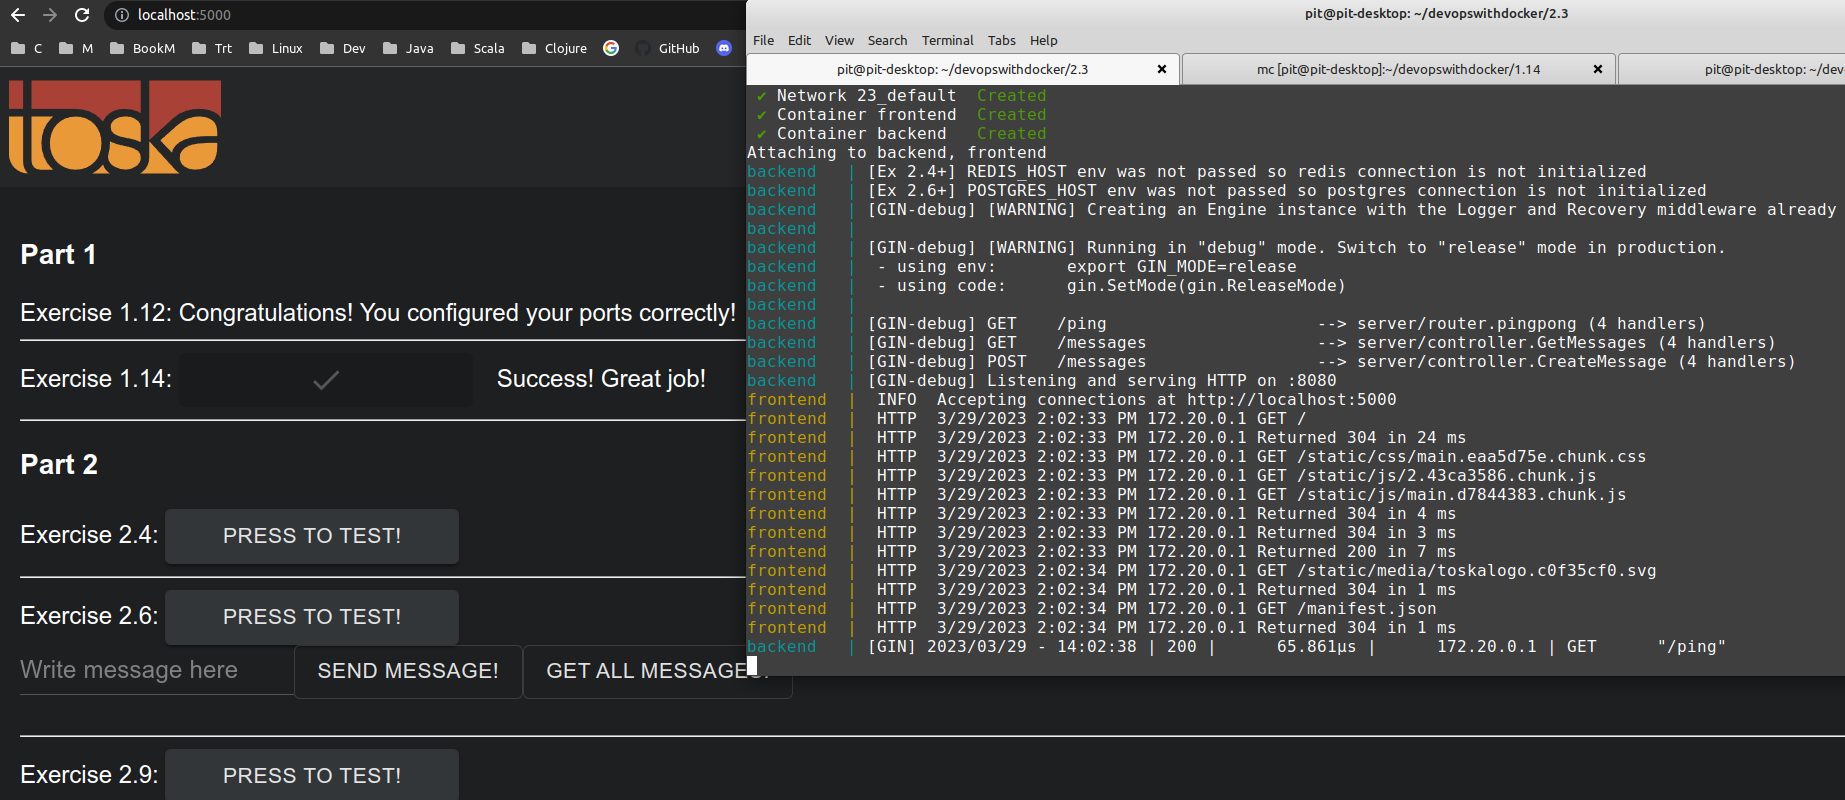 localhost:5000
C
M
BookM
Trt
Linux
Dev
Java
Scala
Clojure
GitHub
toska
Part 1
Exercise 1.12: Congratulations! You configured your ports correctly!
Exercise 1.14:
Success! Great job!
Part 2
Exercise 2.4: PRESS TO TEST!
Exercise 2.6: PRESS TO TEST!
Write message here SEND MESSAGE! GET ALL MESSAGES!
Exercise 2.9: PRESS TO TEST!
pit@pit-desktop: ~/devopswithdocker/2.3
File Edit View Search Terminal Tabs Help
pit@pit-desktop: ~/devopswithdocker/2.3
mc [pit@pit-desktop]:~/devopswithdocker/1.14
pit@pit-desktop: ~/dev
✔ Network 23_default Created
✔ Container frontend Created
✔ Container backend Created
Attaching to backend, frontend
backend | [Ex 2.4+] REDIS_HOST env was not passed so redis connection is not initialized
backend | [Ex 2.6+] POSTGRES_HOST env was not passed so postgres connection is not initialized
backend | [GIN-debug] [WARNING] Creating an Engine instance with the Logger and Recovery middleware already
backend |
backend | [GIN-debug] [WARNING] Running in "debug" mode. Switch to "release" mode in production.
backend | - using env: export GIN_MODE=release
backend | - using code: gin.SetMode(gin.ReleaseMode)
backend |
backend | [GIN-debug] GET /ping --> server/router.pingpong (4 handlers)
backend | [GIN-debug] GET /messages --> server/controller.GetMessages (4 handlers)
backend | [GIN-debug] POST /messages --> server/controller.CreateMessage (4 handlers)
backend | [GIN-debug] Listening and serving HTTP on :8080
frontend | INFO Accepting connections at http://localhost:5000
frontend | HTTP 3/29/2023 2:02:33 PM 172.20.0.1 GET /
frontend | HTTP 3/29/2023 2:02:33 PM 172.20.0.1 Returned 304 in 24 ms
frontend | HTTP 3/29/2023 2:02:33 PM 172.20.0.1 GET /static/css/main.eaa5d75e.chunk.css
frontend | HTTP 3/29/2023 2:02:33 PM 172.20.0.1 GET /static/js/2.43ca3586.chunk.js
frontend | HTTP 3/29/2023 2:02:33 PM 172.20.0.1 GET /static/js/main.d7844383.chunk.js
frontend | HTTP 3/29/2023 2:02:33 PM 172.20.0.1 Returned 304 in 4 ms
frontend | HTTP 3/29/2023 2:02:33 PM 172.20.0.1 Returned 304 in 3 ms
frontend | HTTP 3/29/2023 2:02:33 PM 172.20.0.1 Returned 200 in 7 ms
frontend | HTTP 3/29/2023 2:02:34 PM 172.20.0.1 GET /static/media/toskalogo.c0f35cf0.svg
frontend | HTTP 3/29/2023 2:02:34 PM 172.20.0.1 Returned 304 in 1 ms
frontend | HTTP 3/29/2023 2:02:34 PM 172.20.0.1 GET /manifest.json
frontend | HTTP 3/29/2023 2:02:34 PM 172.20.0.1 Returned 304 in 1 ms
backend | [GIN] 2023/03/29 - 14:02:38 | 200 | 65.861µs | 172.20.0.1 | GET "/ping"